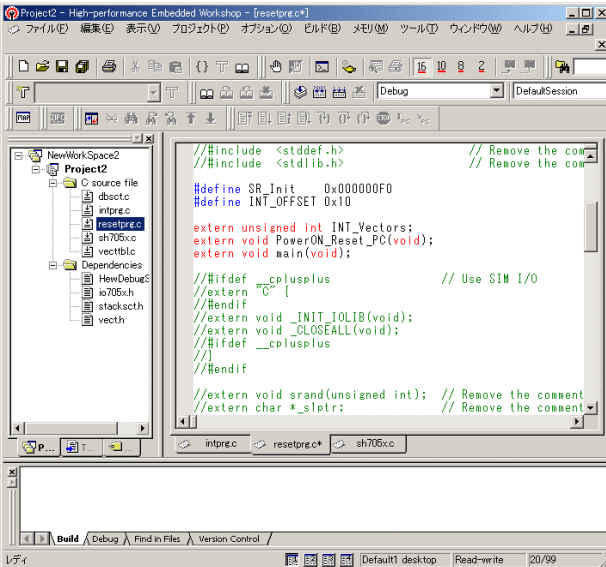 Project2 - High-performance Embedded Workshop - [resetprg.c*]
ファイル(F) 編集(E) 表示(V) プロジェクト(P) オプション(O) ビルド(B) メモリ(M) ツール(T) ウィンドウ(W) ヘルプ(H)
16 10 8 2
Debug DefaultSession
NewWorkSpace2
Project2
C source file
dbsct.c
intprg.c
resetprg.c
sh705x.c
vecttbl.c
Dependencies
HewDebugS
io705x.h
stacksct.h
vect.h
P... T... ...
//#include <stddef.h> // Remove the com
//#include <stdlib.h> // Remove the com
#define SR_Init 0x000000F0
#define INT_OFFSET 0x10
extern unsigned int INT_Vectors;
extern void PowerON_Reset_PC(void);
extern void main(void);
//#ifdef __cplusplus // Use SIM I/O
//extern "C" {
//#endif
//extern void _INIT_IOLIB(void);
//extern void _CLOSEALL(void);
//#ifdef __cplusplus
//}
//#endif
//extern void srand(unsigned int); // Remove the comment
//extern char *_s1ptr; // Remove the comment
intprg.c resetprg.c* sh705x.c
Build Debug Find in Files Version Control
レディ Default1 desktop Read-write 20/99